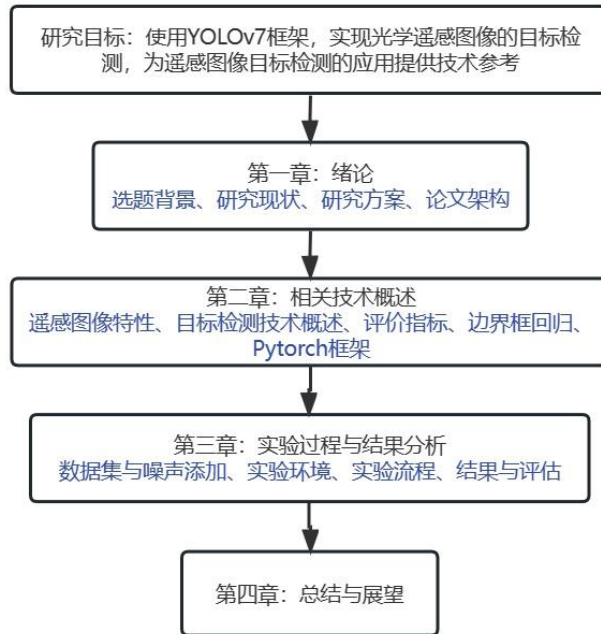 研究目标：使用YOLOv7框架，实现光学遥感图像的目标检
测，为遥感图像目标检测的应用提供技术参考
第一章：绪论
选题背景、研究现状、研究方案、论文架构
第二章：相关技术概述
遥感图像特性、目标检测技术概述、评价指标、边界框回归、
Pytorch框架
第三章：实验过程与结果分析
数据集与噪声添加、实验环境、实验流程、结果与评估
第四章：总结与展望